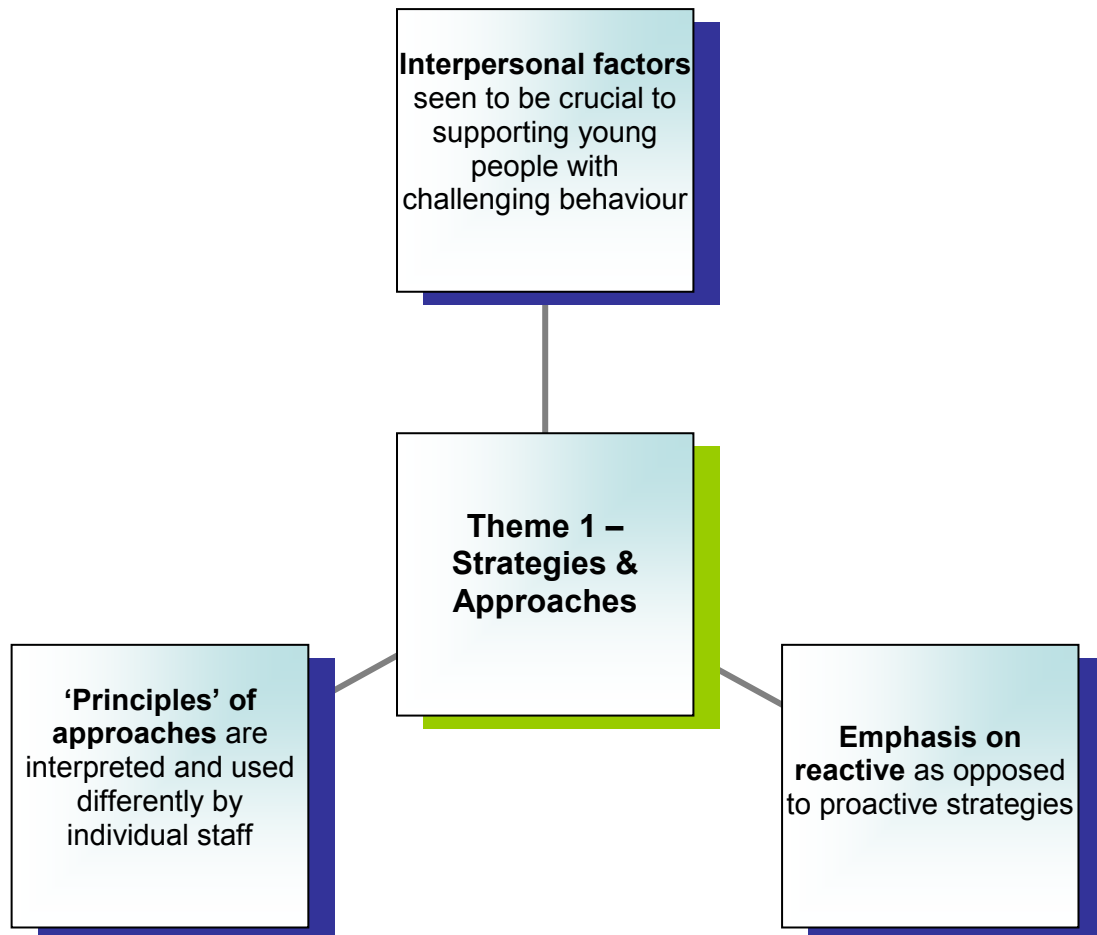 Interpersonal factors
seen to be crucial to
supporting young
people with
challenging behaviour
Theme 1 –
Strategies &
Approaches
‘Principles’ of
approaches are
interpreted and used
differently by
individual staff
Emphasis on
reactive as opposed
to proactive strategies